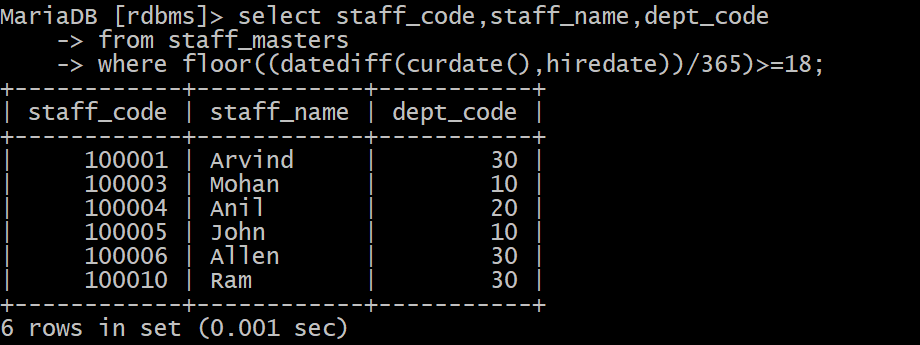 MariaDB [rdbms]> select staff_code,staff_name,dept_code
    -> from staff_masters
    -> where floor((datediff(curdate(),hiredate))/365)>=18;
+------------+------------+-----------+
| staff_code | staff_name | dept_code |
+------------+------------+-----------+
|     100001 | Arvind     |        30 |
|     100003 | Mohan      |        10 |
|     100004 | Anil       |        20 |
|     100005 | John       |        10 |
|     100006 | Allen      |        30 |
|     100010 | Ram        |        30 |
+------------+------------+-----------+
6 rows in set (0.001 sec)